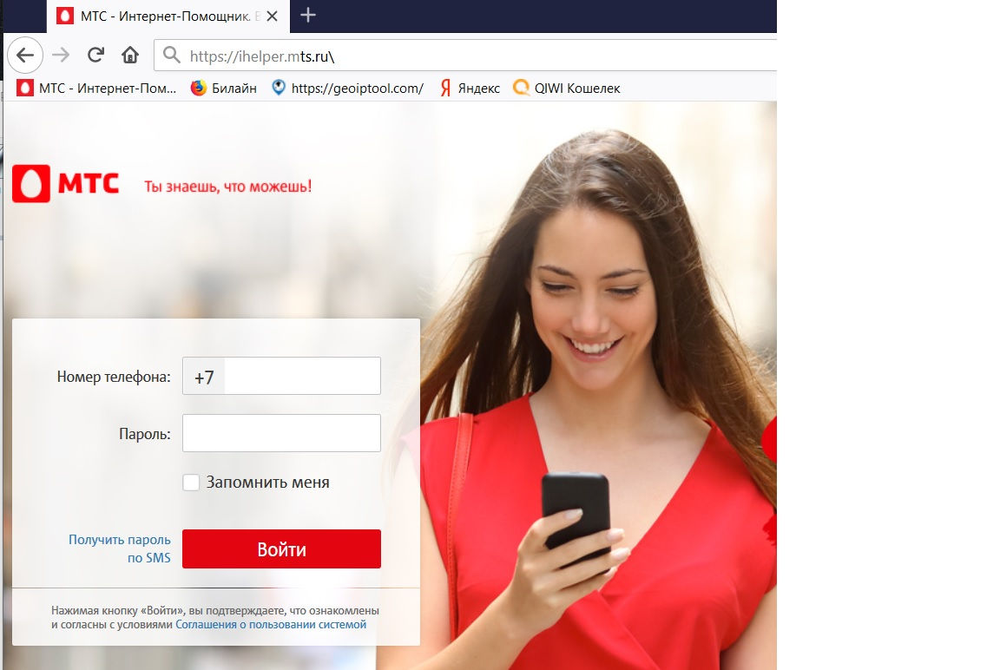 МТС - Интернет-Помощник. В
https://ihelper.mts.ru\
МТС - Интернет-Пом... Билайн https://geoiptool.com/ Яндекс QIWI Кошелек
МТС Ты знаешь, что можешь!
Номер телефона: +7
Пароль:
Запомнить меня
Получить пароль
по SMS
Войти
Нажимая кнопку «Войти», вы подтверждаете, что ознакомлены
и согласны с условиями Соглашения о пользовании системой